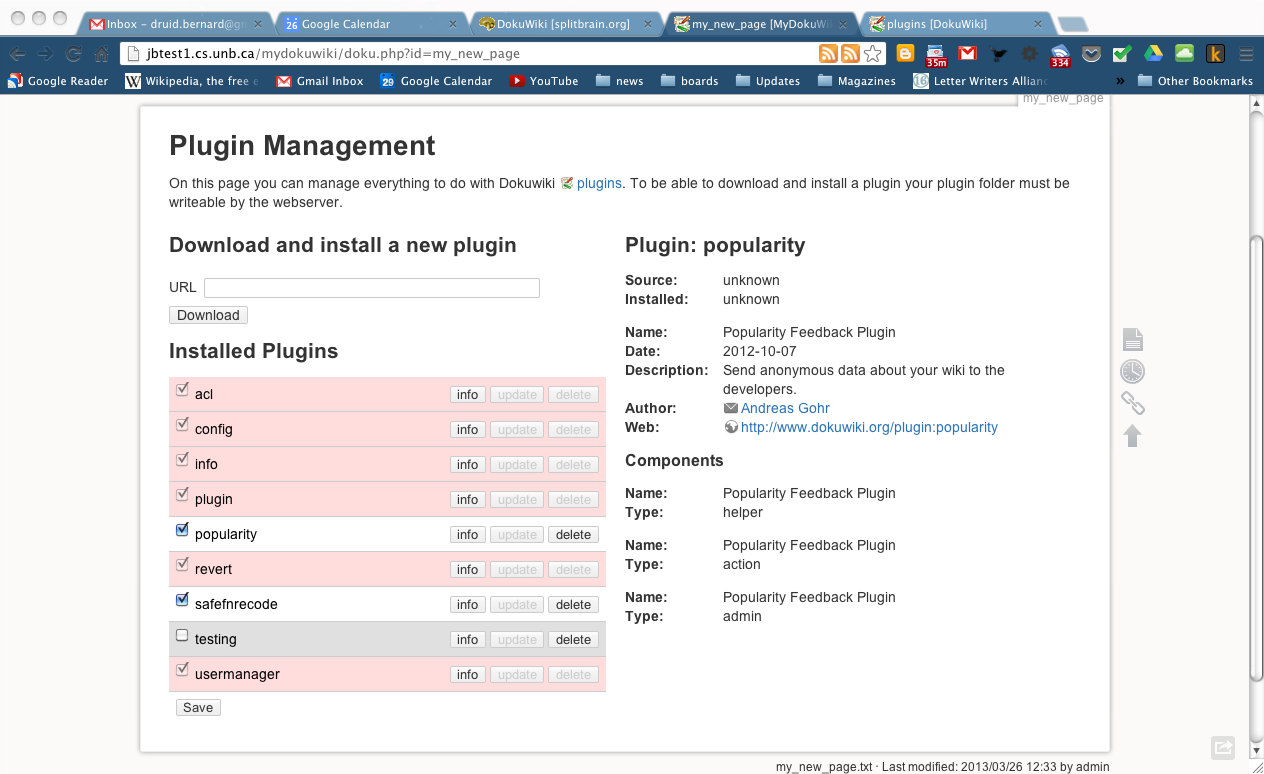 Inbox – druid.bernard@gm
Google Calendar
DokuWiki [splitbrain.org]
my_new_page [MyDokuWik
plugins [DokuWiki]
jbtest1.cs.unb.ca/mydokuwiki/doku.php?id=my_new_page
35m
334
Google Reader
Wikipedia, the free e
Gmail Inbox
Google Calendar
YouTube
news
boards
Updates
Magazines
Letter Writers Allianc
»
Other Bookmarks
my_new_page
Plugin Management
On this page you can manage everything to do with Dokuwiki plugins. To be able to download and install a plugin your plugin folder must be
writeable by the webserver.
Download and install a new plugin
URL
Download
Installed Plugins
acl info update delete
config info update delete
info info update delete
plugin info update delete
popularity info update delete
revert info update delete
safefnrecode info update delete
testing info update delete
usermanager info update delete
Save
Plugin: popularity
Source: unknown
Installed: unknown
Name: Popularity Feedback Plugin
Date: 2012-10-07
Description: Send anonymous data about your wiki to the
developers.
Author: Andreas Gohr
Web: http://www.dokuwiki.org/plugin:popularity
Components
Name: Popularity Feedback Plugin
Type: helper
Name: Popularity Feedback Plugin
Type: action
Name: Popularity Feedback Plugin
Type: admin
my_new_page.txt · Last modified: 2013/03/26 12:33 by admin